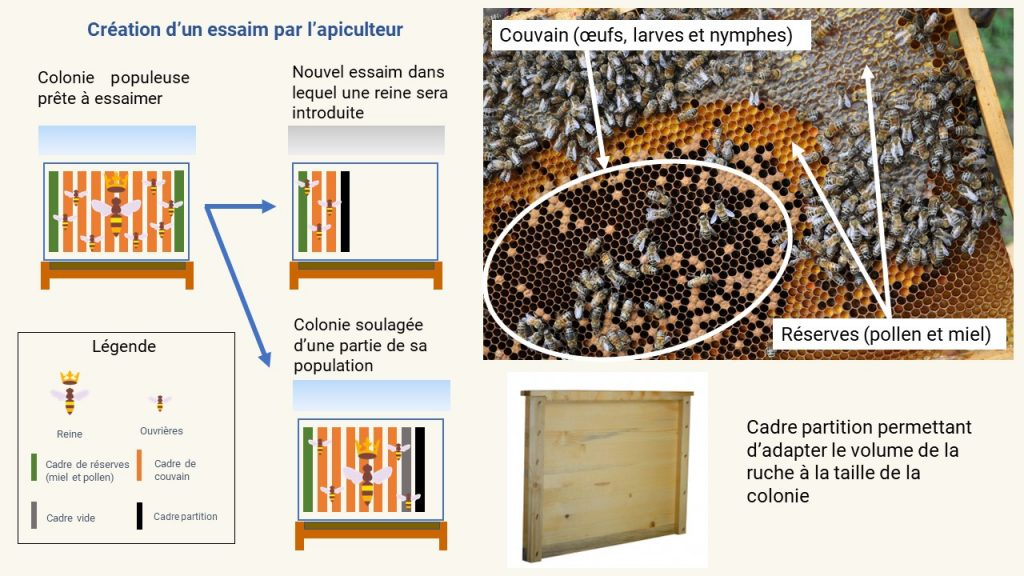 Création d’un essaim par l’apiculteur
Colonie populeuse
prête à essaimer
Nouvel essaim dans
lequel une reine sera
introduite
Colonie soulagée
d’une partie de sa
population
Légende
Reine
Ouvrières
Cadre de réserves
(miel et pollen)
Cadre de
couvain
Cadre vide
Cadre partition
Couvain (œufs, larves et nymphes)
Réserves (pollen et miel)
Cadre partition permettant
d’adapter le volume de la
ruche à la taille de la
colonie